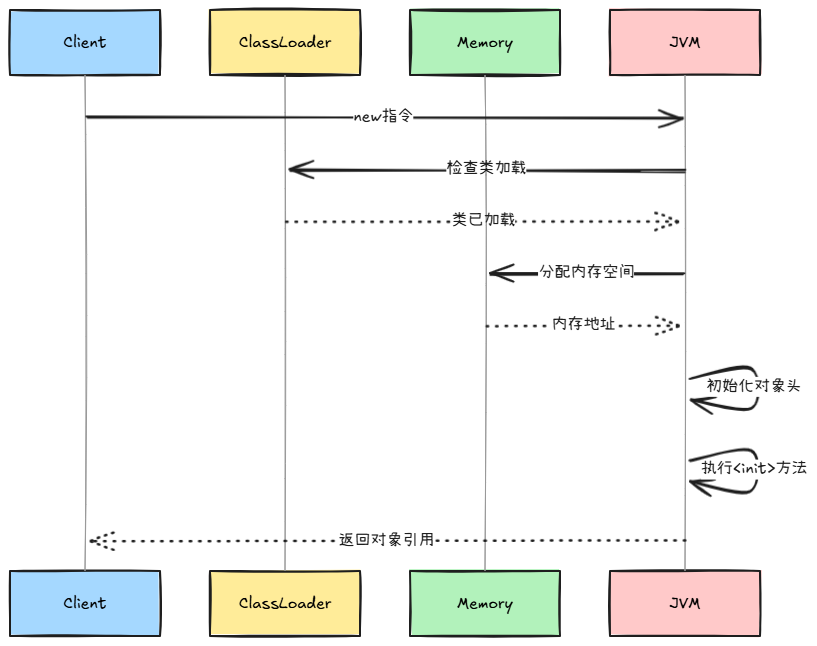 Client
ClassLoader
Memory
JVM
new指令
检查类加载
类已加载
分配内存空间
内存地址
初始化对象头
执行<init>方法
返回对象引用
Client
ClassLoader
Memory
JVM